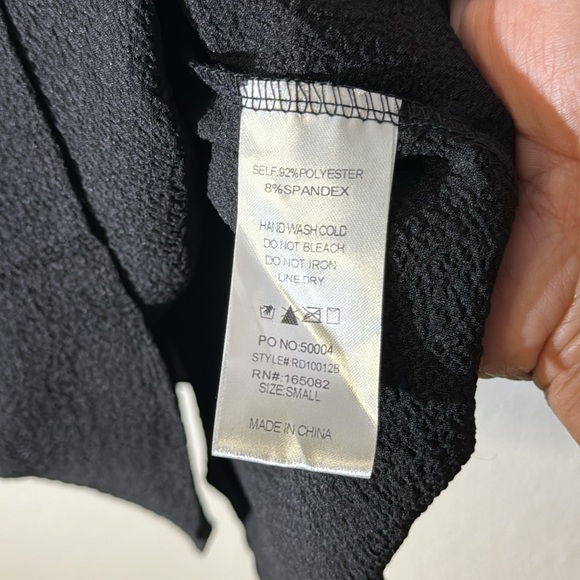 SELF:92%POLYESTER
8%SPANDEX
HAND WASH COLD
DO NOT BLEACH
DO NOT IRON
LINE DRY
PO NO:50004
STYLE#:RD10012B
RN#:165082
SIZE:SMALL
MADE IN CHINA